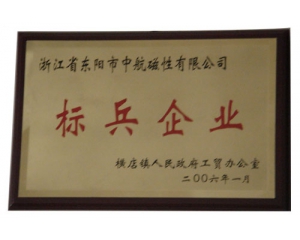 浙江省东阳市中航磁性有限公司
标兵企业
横店镇人民政府工贸办公室
二00六年一月